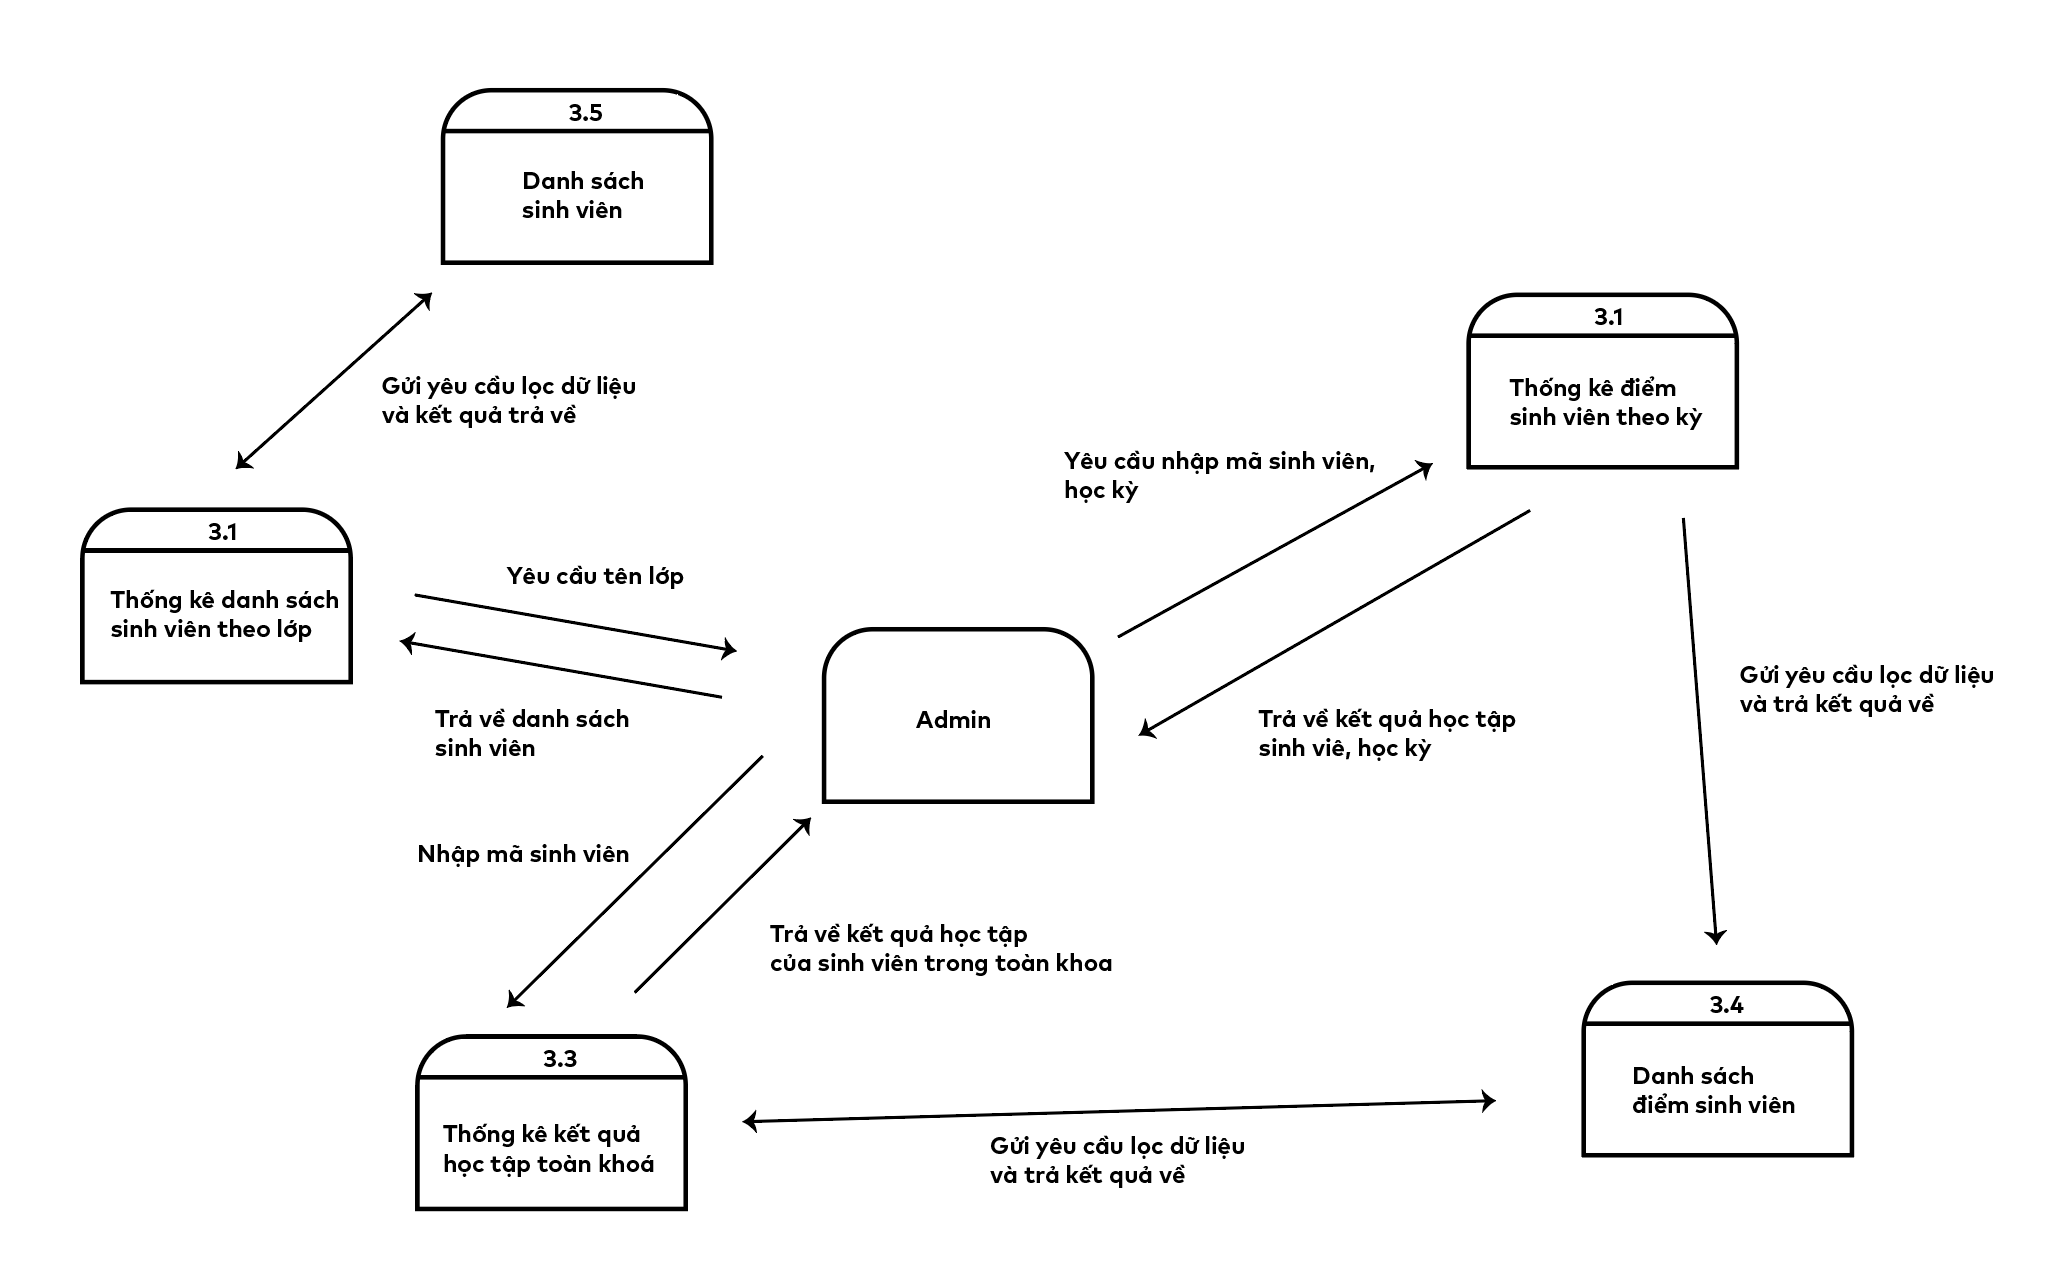 3.5
Danh sách
sinh viên
3.1
Thống kê điểm
sinh viên theo kỳ
Gửi yêu cầu lọc dữ liệu
và kết quả trả về
Yêu cầu nhập mã sinh viên,
học kỳ
3.1
Thống kê danh sách
sinh viên theo lớp
Yêu cầu tên lớp
Trả về danh sách
sinh viên
Admin
Trả về kết quả học tập
sinh viê, học kỳ
Gửi yêu cầu lọc dữ liệu
và trả kết quả về
Nhập mã sinh viên
Trả về kết quả học tập
của sinh viên trong toàn khoa
3.4
Danh sách
điểm sinh viên
3.3
Thống kê kết quả
học tập toàn khoá
Gửi yêu cầu lọc dữ liệu
và trả kết quả về